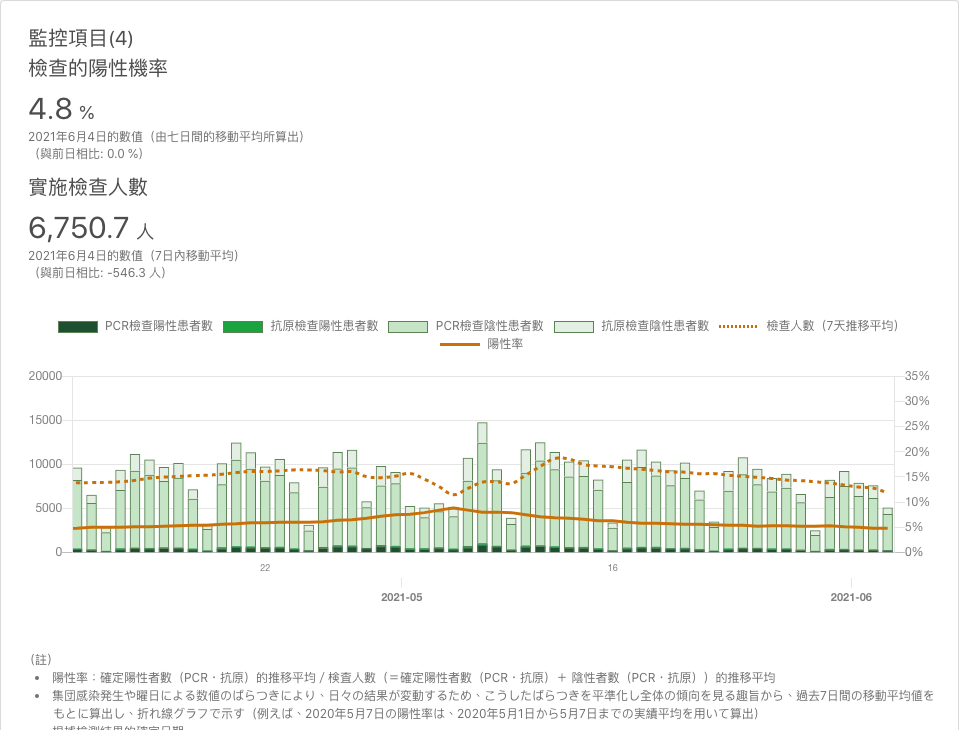 監控項目(4)
檢查的陽性機率
4.8 %
2021年6月4日的數值（由七日間的移動平均所算出）
（與前日相比: 0.0 %）
實施檢查人數
6,750.7 人
2021年6月4日的數值（7日內移動平均）
（與前日相比: -546.3 人）
PCR檢查陽性患者數 抗原檢查陽性患者數 PCR檢查陰性患者數 抗原檢查陰性患者數 檢查人數（7天推移平均）
陽性率
20000 35%
30%
15000 25%
20%
10000 15%
10%
5000 5%
0 0%
22 16
2021-05 2021-06
（註）
• 陽性率：確定陽性者數（PCR・抗原）的推移平均 / 検査人數（＝確定陽性者數（PCR・抗原）＋ 陰性者數（PCR・抗原））的推移平均
• 集団感染発生や曜日による数値のばらつきにより、日々の結果が変動するため、こうしたばらつきを平準化し全体の傾向を見る趣旨から、過去7日間の移動平均値を
もとに算出し、折れ線グラフで示す（例えば、2020年5月7日の陽性率は、2020年5月1日から5月7日までの実績平均を用いて算出）